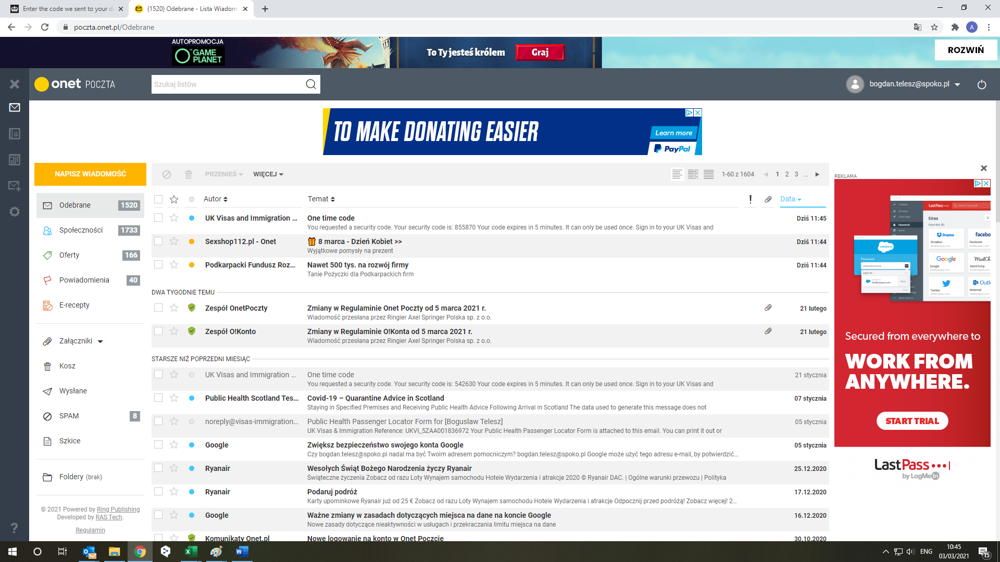 Enter the code we sent to your d
(1520) Odebrane - Lista Wiadom
poczta.onet.pl/Odebrane
A
AUTOPROMOCJA
GAME
PLANET
To Ty jesteś królem
Graj
ROZWIŃ
onet POCZTA
Szukaj listów
bogdan.telesz@spoko.pl
TO MAKE DONATING EASIER
Learn more
PayPal
NAPISZ WIADOMOŚĆ
PRZENIEŚ
WIĘCEJ
1-60 z 1604
1 2 3 ...
REKLAMA
Odebrane 1520
Społeczności 1733
Oferty 166
Powiadomienia 40
E-recepty
Załączniki
Kosz
Wysłane
SPAM 8
Szkice
Foldery (brak)
© 2021 Powered by Ring Publishing
Developed by RAS Tech.
Regulamin
Autor Temat ! Data
UK Visas and Immigration ... One time code Dziś 11:45
You requested a security code. Your security code is: 855870 Your code expires in 5 minutes. It can only be used once. Sign in to your UK Visas and
Sexshop112.pl - Onet 8 marca - Dzień Kobiet >> Dziś 11:44
Wyjątkowe pomysły na prezent
Podkarpacki Fundusz Roz... Nawet 500 tys. na rozwój firmy Dziś 11:44
Tanie Pożyczki dla Podkarpackich firm
DWA TYGODNIE TEMU
Zespół OnetPoczty Zmiany w Regulaminie Onet Poczty od 5 marca 2021 r. 21 lutego
Wiadomość przesłana przez Ringier Axel Springer Polska sp. z o.o.
Zespół O!Konto Zmiany w Regulaminie O!Konta od 5 marca 2021 r. 21 lutego
Wiadomość przesłana przez Ringier Axel Springer Polska sp. z o.o.
STARSZE NIŻ POPRZEDNI MIESIĄC
UK Visas and Immigration ... One time code 21 stycznia
You requested a security code. Your security code is: 542630 Your code expires in 5 minutes. It can only be used once. Sign in to your UK Visas and
Public Health Scotland Tes... Covid-19 – Quarantine Advice in Scotland 07 stycznia
Staying in Specified Premises and Receiving Public Health Advice Following Arrival in Scotland The data used to generate this message does not
noreply@visas-immigration... Public Health Passenger Locator Form for [Boguslaw Telesz] 05 stycznia
UK Visas & Immigration Reference: UKVI_5ZAA001836972 Your Public Health Passenger Locator Form is attached to this email. You can print it out or
Google Zwiększ bezpieczeństwo swojego konta Google 05 stycznia
Czy bogdan.telesz@spoko.pl nadal ma być Twoim adresem pomocniczym? bogdan.telesz@spoko.pl Google może użyć tego adresu e-mail, by potwierdzić...
Ryanair Wesołych Świąt Bożego Narodzenia życzy Ryanair 25.12.2020
Świąteczne życzenia Zobacz od razu Loty Wynajem samochodu Hotele Wydarzenia i atrakcje 2020 © Ryanair DAC. | Ogólne warunki przewozu | Polityka
Ryanair Podaruj podróż 17.12.2020
Karty upominkowe Ryanair już od 25 € Zobacz od razu Loty Wynajem samochodu Hotele Wydarzenia i atrakcje Odpocznij przed podróżą! Zobacz więcej! 2...
Google Ważne zmiany w zasadach dotyczących miejsca na dane na koncie Google 16.12.2020
Nowe zasady dotyczące nieaktywności w usługach i przekraczania limitu miejsca na dane
Komunikaty Onet.pl Nowe logowanie na konto w Onet Poczcie 30.10.2020
LastPass
Sites
Passwords
Dropbox
Facebook
Google
MailChimp
Twitter
Webmail
salesforce
Password
Secured from everywhere to
WORK FROM
ANYWHERE.
START TRIAL
LastPass
by LogMeIn
ENG
10:45
03/03/2021
15